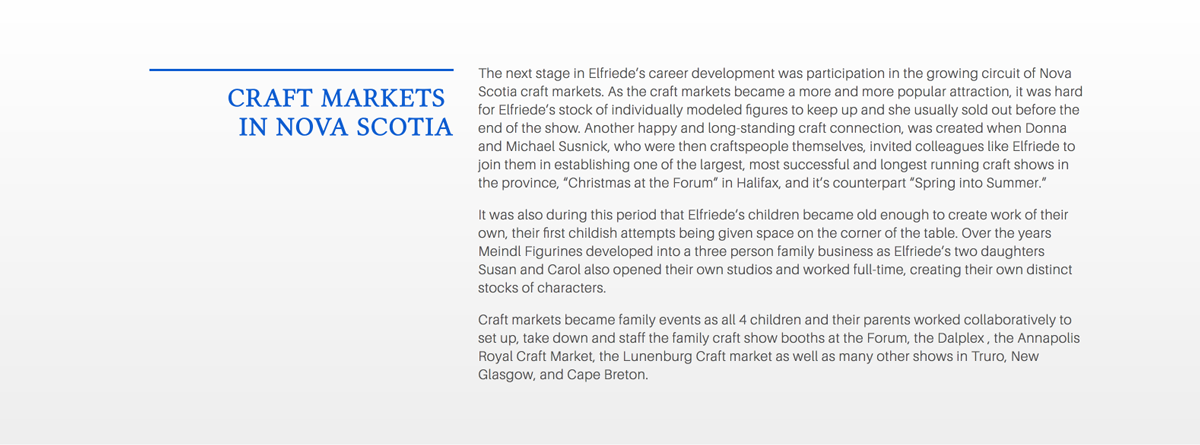 CRAFT MARKETS
IN NOVA SCOTIA
The next stage in Elfriede’s career development was participation in the growing circuit of Nova
Scotia craft markets. As the craft markets became a more and more popular attraction, it was hard
for Elfriede’s stock of individually modeled figures to keep up and she usually sold out before the
end of the show. Another happy and long-standing craft connection, was created when Donna
and Michael Susnick, who were then craftspeople themselves, invited colleagues like Elfriede to
join them in establishing one of the largest, most successful and longest running craft shows in
the province, “Christmas at the Forum” in Halifax, and it’s counterpart “Spring into Summer.”
It was also during this period that Elfriede’s children became old enough to create work of their
own, their first childish attempts being given space on the corner of the table. Over the years
Meindl Figurines developed into a three person family business as Elfriede’s two daughters
Susan and Carol also opened their own studios and worked full-time, creating their own distinct
stocks of characters.
Craft markets became family events as all 4 children and their parents worked collaboratively to
set up, take down and staff the family craft show booths at the Forum, the Dalplex , the Annapolis
Royal Craft Market, the Lunenburg Craft market as well as many other shows in Truro, New
Glasgow, and Cape Breton.